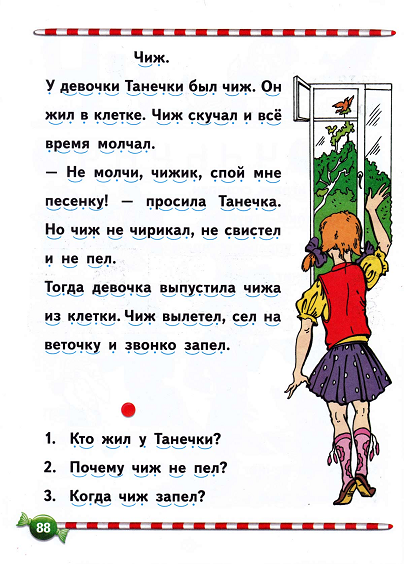 Чиж.
У девочки Танечки был чиж. Он
жил в клетке. Чиж скучал и всё
время молчал.
— Не молчи, чижик, спой мне
песенку! — просила Танечка.
Но чиж не чирикал, не свистел
и не пел.
Тогда девочка выпустила чижа
из клетки. Чиж вылетел, сел на
веточку и звонко запел.
1. Кто жил у Танечки?
2. Почему чиж не пел?
3. Когда чиж запел?
88